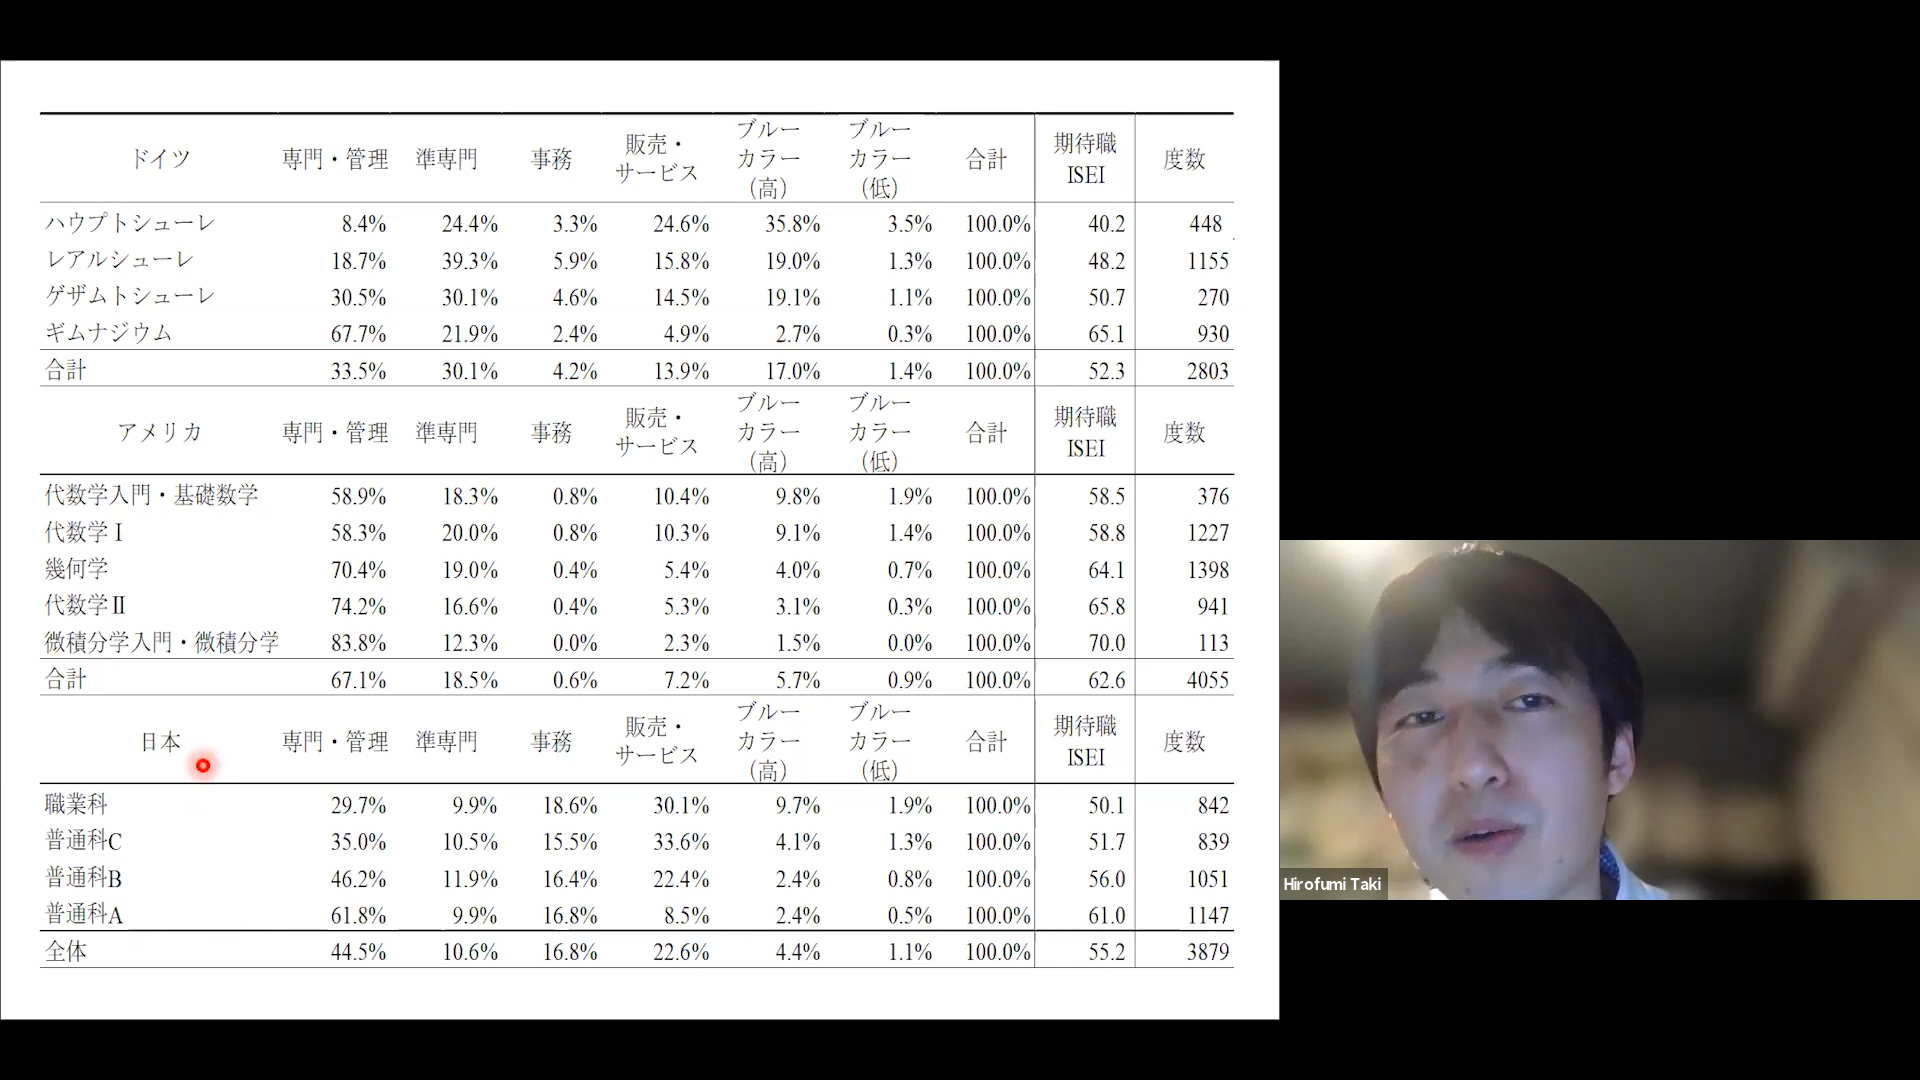 ドイツ 専門・管理 準専門 事務 販売・サービス ブルーカラー（高） ブルーカラー（低） 合計 期待職ISEI 度数
ハウプトシューレ 8.4% 24.4% 3.3% 24.6% 35.8% 3.5% 100.0% 40.2 448
レアルシューレ 18.7% 39.3% 5.9% 15.8% 19.0% 1.3% 100.0% 48.2 1155
ゲザムトシューレ 30.5% 30.1% 4.6% 14.5% 19.1% 1.1% 100.0% 50.7 270
ギムナジウム 67.7% 21.9% 2.4% 4.9% 2.7% 0.3% 100.0% 65.1 930
合計 33.5% 30.1% 4.2% 13.9% 17.0% 1.4% 100.0% 52.3 2803
アメリカ 専門・管理 準専門 事務 販売・サービス ブルーカラー（高） ブルーカラー（低） 合計 期待職ISEI 度数
代数学入門・基礎数学 58.9% 18.3% 0.8% 10.4% 9.8% 1.9% 100.0% 58.5 376
代数学Ⅰ 58.3% 20.0% 0.8% 10.3% 9.1% 1.4% 100.0% 58.8 1227
幾何学 70.4% 19.0% 0.4% 5.4% 4.0% 0.7% 100.0% 64.1 1398
代数学Ⅱ 74.2% 16.6% 0.4% 5.3% 3.1% 0.3% 100.0% 65.8 941
微積分学入門・微積分学 83.8% 12.3% 0.0% 2.3% 1.5% 0.0% 100.0% 70.0 113
合計 67.1% 18.5% 0.6% 7.2% 5.7% 0.9% 100.0% 62.6 4055
日本 専門・管理 準専門 事務 販売・サービス ブルーカラー（高） ブルーカラー（低） 合計 期待職ISEI 度数
職業科 29.7% 9.9% 18.6% 30.1% 9.7% 1.9% 100.0% 50.1 842
普通科C 35.0% 10.5% 15.5% 33.6% 4.1% 1.3% 100.0% 51.7 839
普通科B 46.2% 11.9% 16.4% 22.4% 2.4% 0.8% 100.0% 56.0 1051
普通科A 61.8% 9.9% 16.8% 8.5% 2.4% 0.5% 100.0% 61.0 1147
全体 44.5% 10.6% 16.8% 22.6% 4.4% 1.1% 100.0% 55.2 3879
Hirofumi Taki